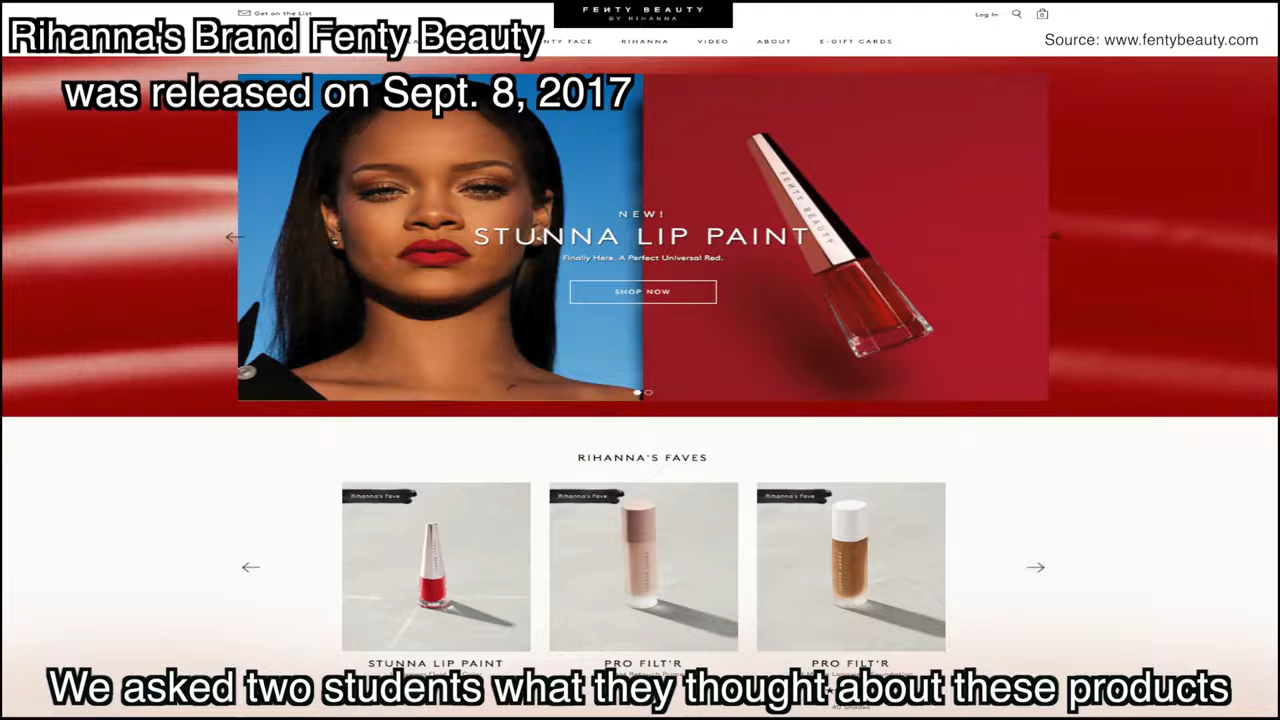 Get on the List
FENTY BEAUTY
BY RIHANNA
Log In
Rihanna's Brand Fenty Beauty
FACE
RIHANNA
VIDEO
ABOUT
E-GIFT CARDS
Source: www.fentybeauty.com
was released on Sept. 8, 2017
FENTY BEAUTY
NEW!
STUNNA LIP PAINT
Finally Here. A Perfect Universal Red.
SHOP NOW
RIHANNA'S FAVES
Rihanna's Fave
Rihanna's Fave
Rihanna's Fave
STUNNA LIP PAINT
PRO FILT'R
PRO FILT'R
We asked two students what they thought about these products